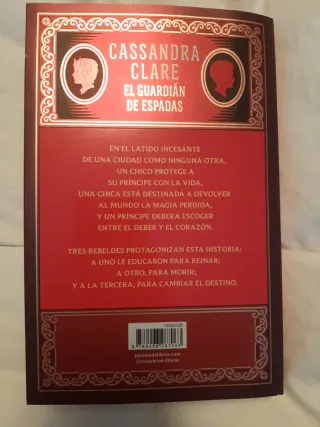 CASSANDRA
CLARE
EL GUARDIÁN
DE ESPADAS
EN EL LATIDO INCESANTE
DE UNA CIUDAD COMO NINGUNA OTRA,
UN CHICO PROTEGE A
SU PRÍNCIPE CON LA VIDA,
UNA CHICA ESTÁ DESTINADA A DEVOLVER
AL MUNDO LA MAGIA PERDIDA,
Y UN PRÍNCIPE DEBERÁ ESCOGER
ENTRE EL DEBER Y EL CORAZÓN.
TRES REBELDES PROTAGONIZAN ESTA HISTORIA:
A UNO LE EDUCARON PARA REINAR;
A OTRO, PARA MORIR;
Y A LA TERCERA, PARA CAMBIAR EL DESTINO.
planetadelibros.com